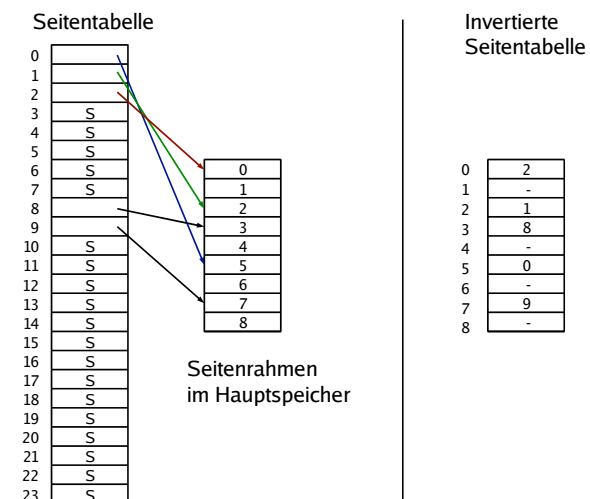 Seitentabelle
0
1
2
3 S
4 S
5 S
6 S
7 S
8
9
10 S
11 S
12 S
13 S
14 S
15 S
16 S
17 S
18 S
19 S
20 S
21 S
22 S
23 S
0
1
2
3
4
5
6
7
8
Seitenrahmen
im Hauptspeicher
Invertierte
Seitentabelle
0 2
1 -
2 1
3 8
4 -
5 0
6 -
7 9
8 -